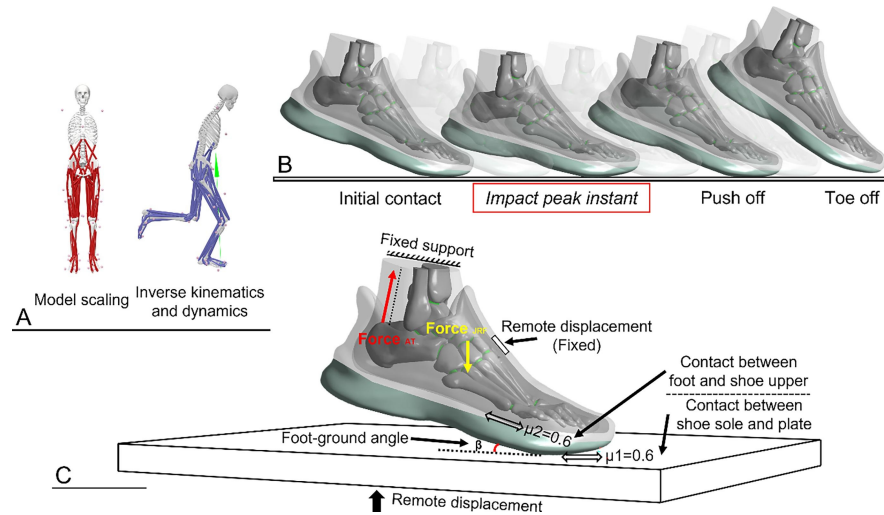 Model scaling
Inverse kinematics
and dynamics
A
B
Initial contact
Impact peak instant
Push off
Toe off
Fixed support
Force AT
Force
Remote displacement
(Fixed)
Contact between
foot and shoe upper
Contact between
shoe sole and plate
Foot-ground angle
β
μ2=0.6
μ1=0.6
C
Remote displacement